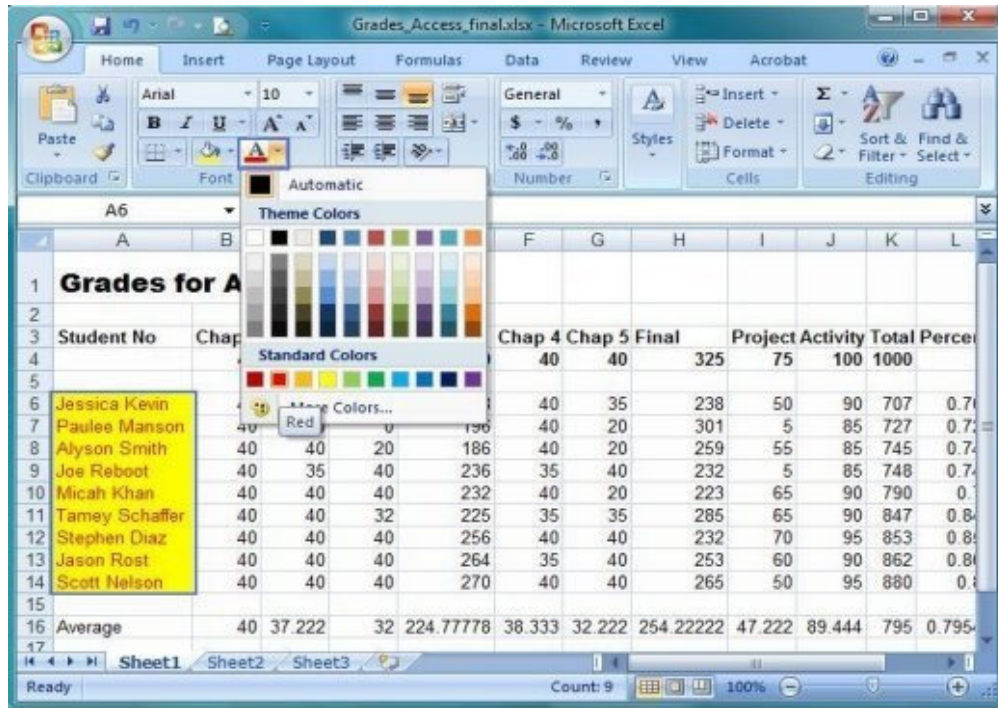 Grades_Access_final.xlsx - Microsoft Excel
Home Insert Page Layout Formulas Data Review View Acrobat
Arial 10 General Insert Σ
B I U A A $ % , Delete
Paste Styles Format Sort & Filter Find & Select
Clipboard Font Number Cells Editing
Automatic
A6
Theme Colors
A B F G H I J K L
1 Grades for A
2
3 Student No Chap Chap 4 Chap 5 Final Project Activity Total Percen
4 40 40 325 75 100 1000
Standard Colors
5
6 Jessica Kevin 40 35 238 50 90 707
More Colors...
Red
7 Paulee Manson 40 0 196 40 20 301 5 85 727
8 Alyson Smith 40 40 20 186 40 20 259 55 85 745
9 Joe Reboot 40 35 40 236 35 40 232 5 85 748
10 Micah Khan 40 40 40 232 40 20 223 65 90 790
11 Tamey Schaffer 40 40 32 225 35 35 285 65 90 847
12 Stephen Diaz 40 40 40 256 40 40 232 70 95 853
13 Jason Rost 40 40 40 264 35 40 253 60 90 862
14 Scott Nelson 40 40 40 270 40 40 265 50 95 880
15
16 Average 40 37.222 32 224.77778 38.333 32.222 254.22222 47.222 89.444 795 0.795
17
Sheet1 Sheet2 Sheet3
Ready Count: 9 100%